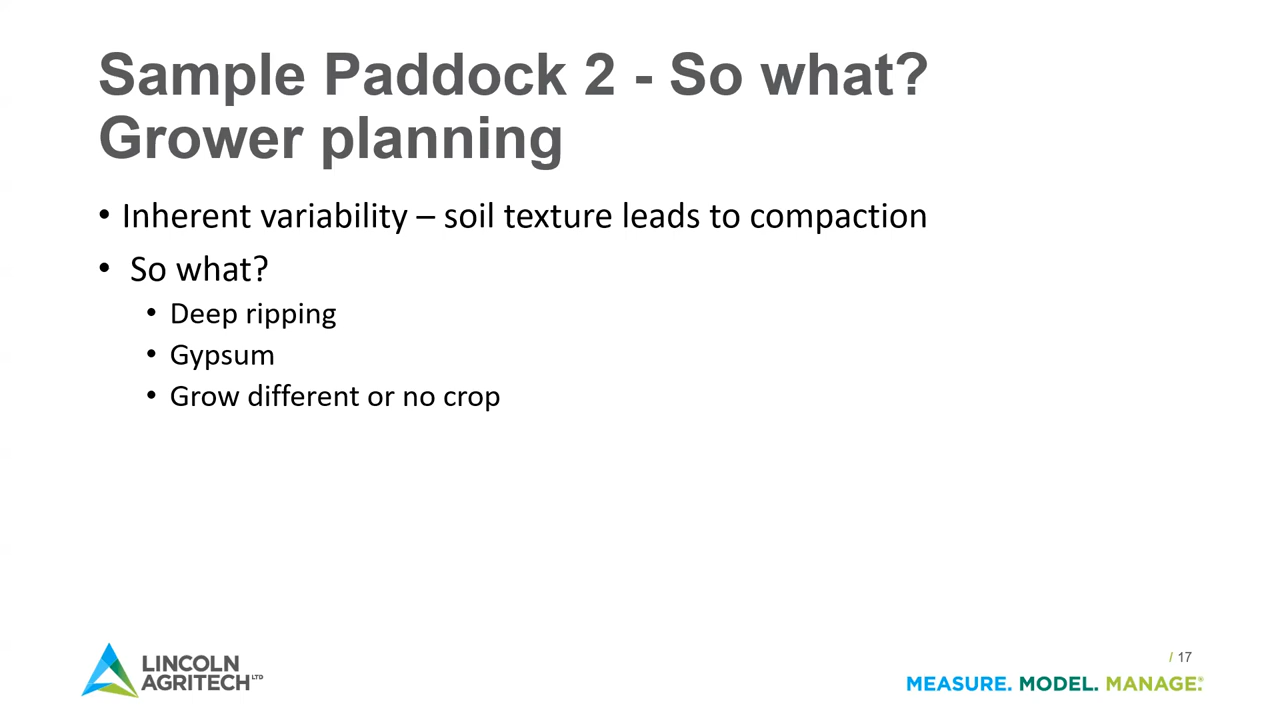 Sample Paddock 2 - So what?
Grower planning
• Inherent variability – soil texture leads to compaction
• So what?
• Deep ripping
• Gypsum
• Grow different or no crop
LINCOLN
AGRITECH LTD
/ 17
MEASURE. MODEL. MANAGE.®